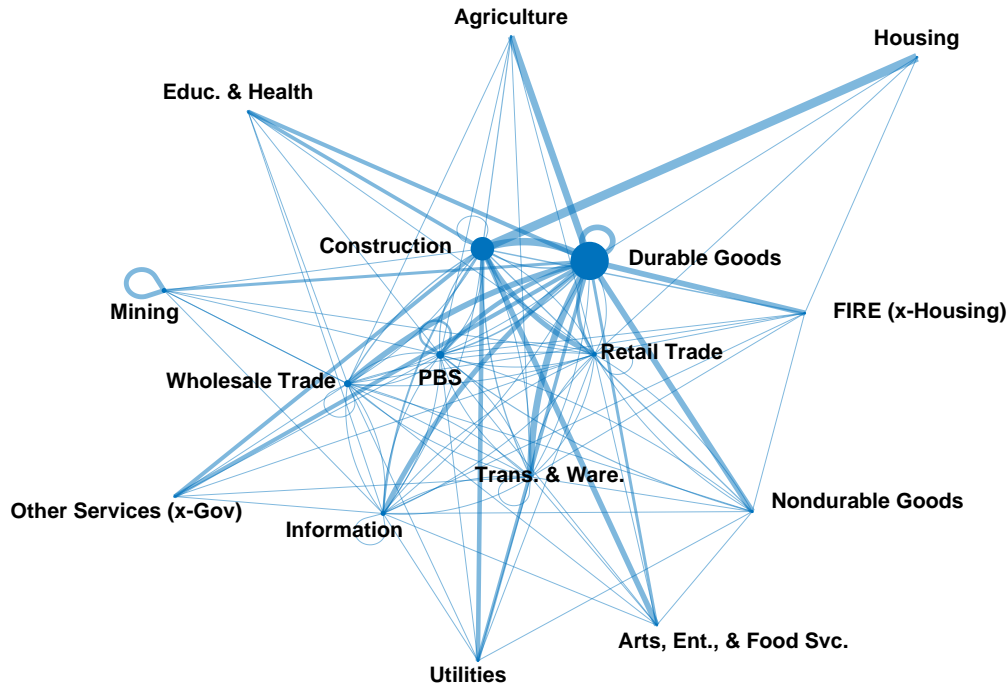 Agriculture
Housing
Educ. & Health
Construction
Durable Goods
Mining
FIRE (x-Housing)
Retail Trade
Wholesale Trade
PBS
Trans. & Ware.
Nondurable Goods
Other Services (x-Gov)
Information
Arts, Ent., & Food Svc.
Utilities